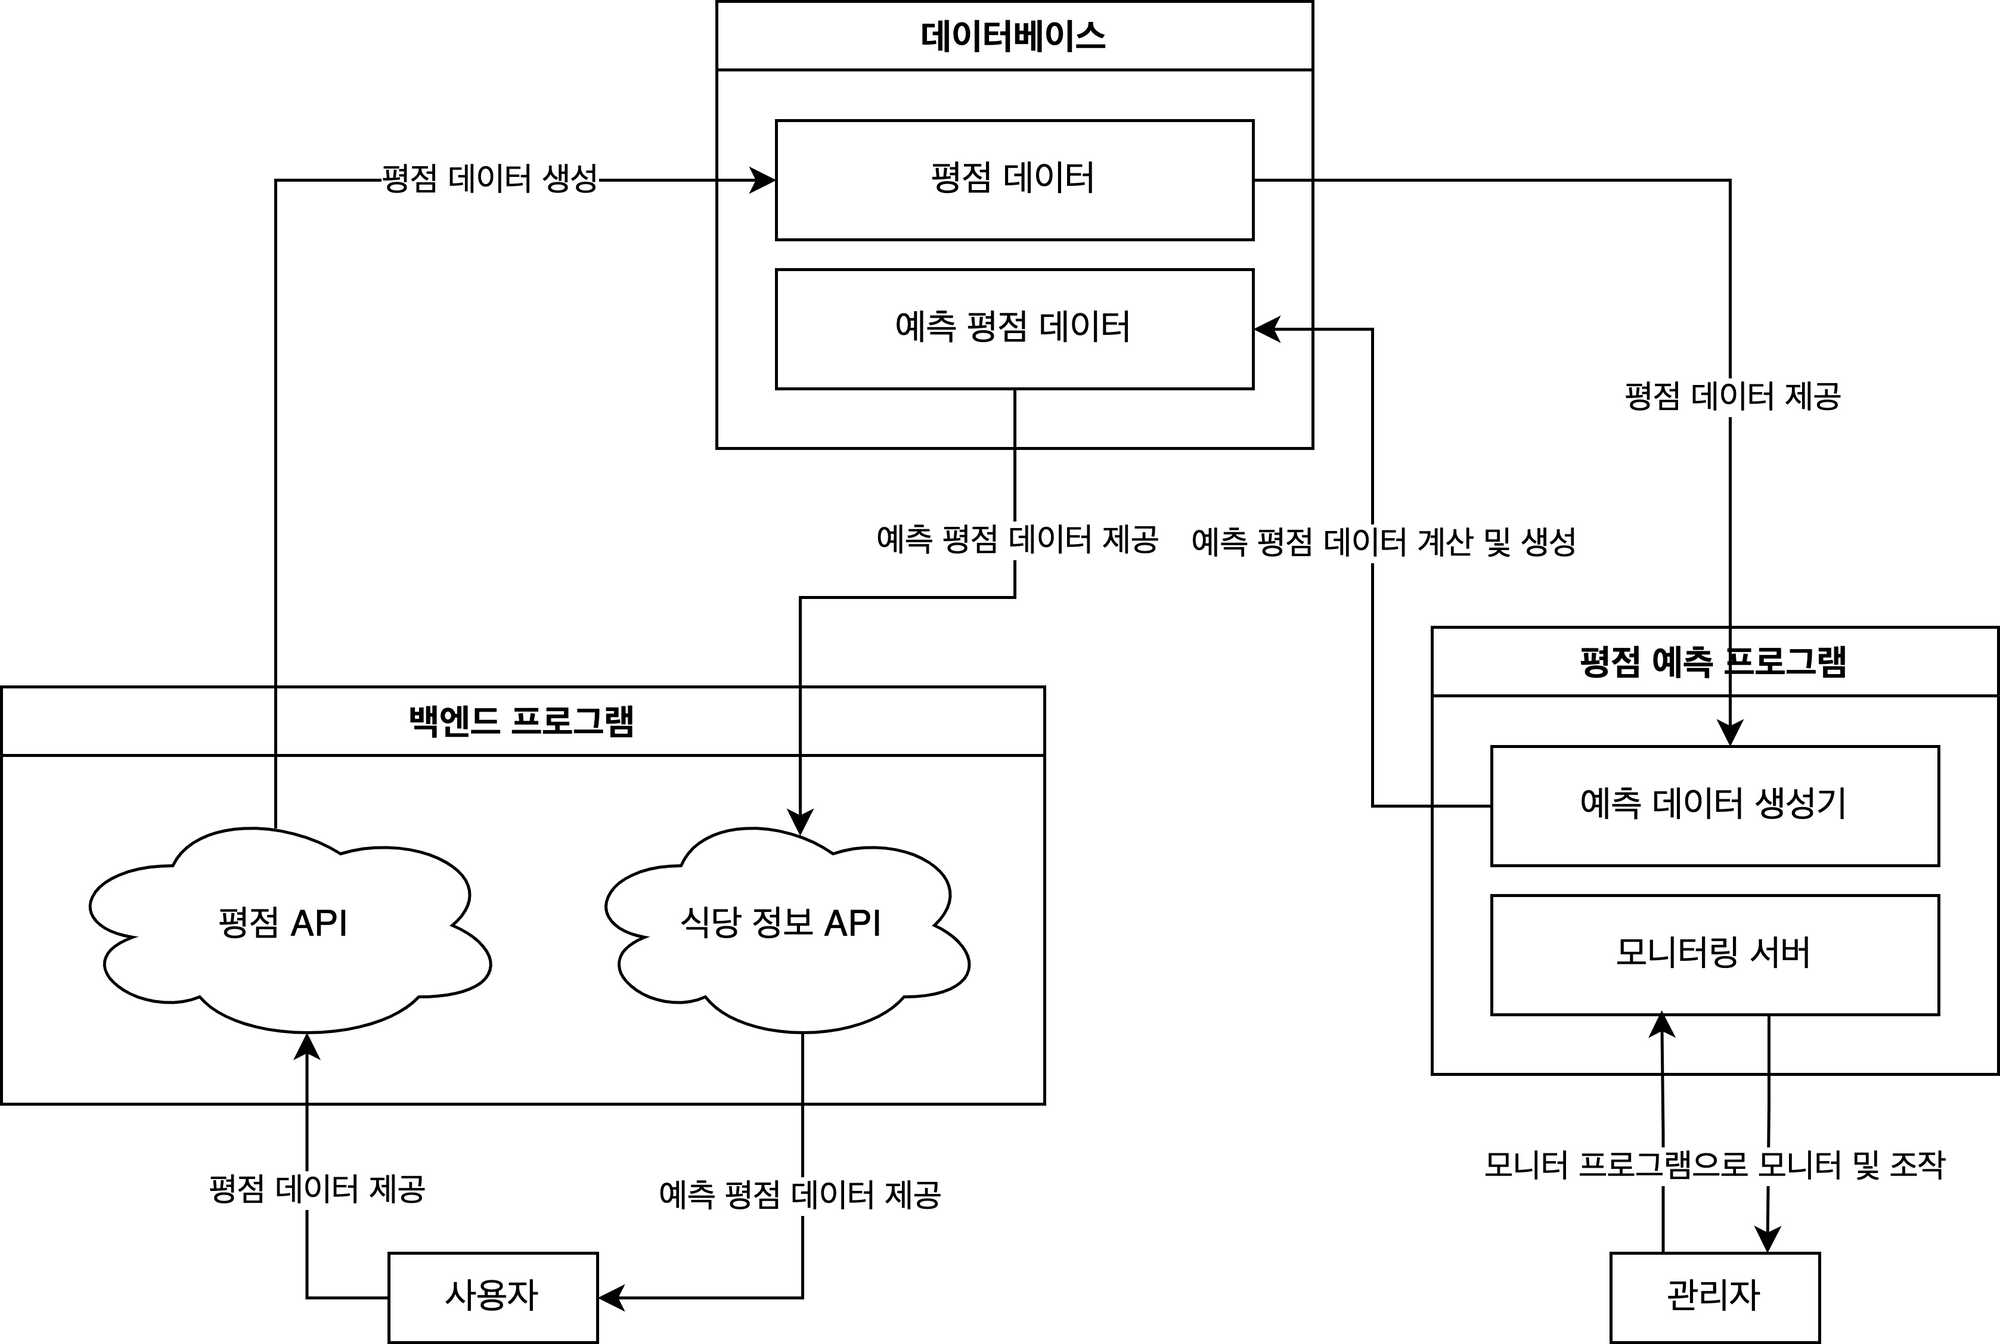 데이터베이스
평점 데이터 생성
평점 데이터
예측 평점 데이터
평점 데이터 제공
예측 평점 데이터 제공
예측 평점 데이터 계산 및 생성
평점 예측 프로그램
백엔드 프로그램
예측 데이터 생성기
평점 API
식당 정보 API
모니터링 서버
모니터 프로그램으로 모니터 및 조작
평점 데이터 제공
예측 평점 데이터 제공
사용자
관리자